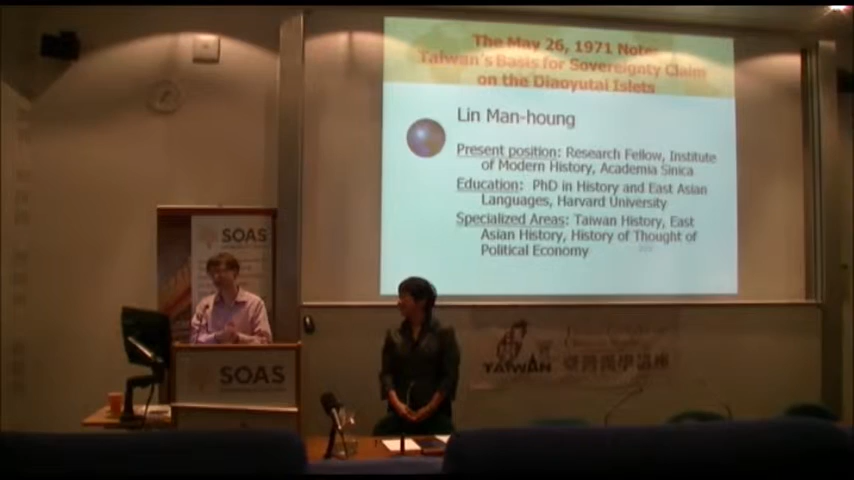 The May 26, 1971 Note:
Taiwan's Basis for Sovereignty Claim
on the Diaoyutai Islets
Lin Man-houng
Present position: Research Fellow, Institute
of Modern History, Academia Sinica
Education: PhD in History and East Asian
Languages, Harvard University
Specialized Areas: Taiwan History, East
Asian History, History of Thought of
Political Economy
SOAS
SOAS
TAIWAN